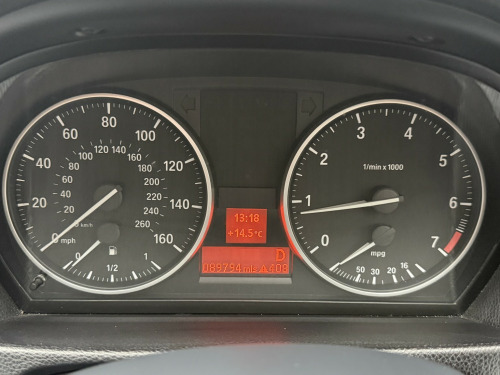 0 20 40 60 80 100 120 140 160
20 40 60 80 100 120 140 160 180 200 220 240 260
mph
km/h
0 1/2 1
13:18
+14.5°C
D
089794 mls
0 1 2 3 4 5 6 7
1/min x 1000
50 30 20 16
mpg